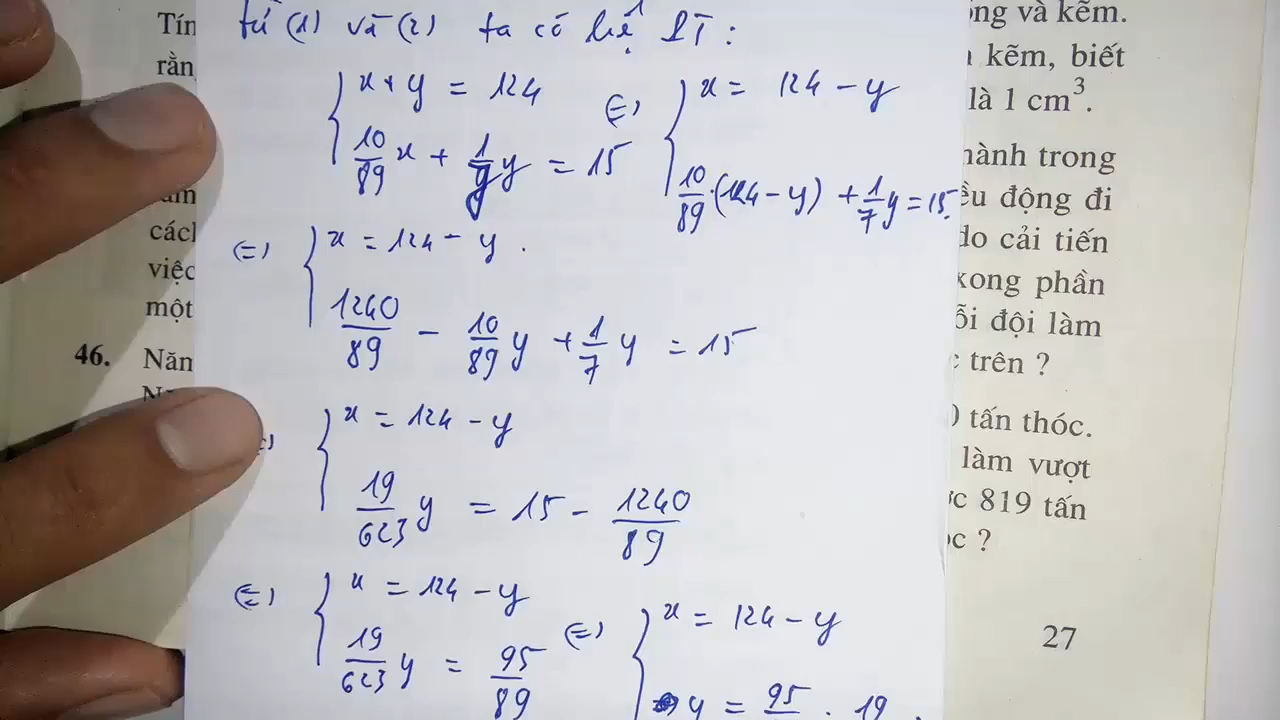 từ (1) và (2) ta có hệ PT:
x + y = 124
10/89 x + 1/7 y = 15
(=) x = 124 - y
10/89 . (124 - y) + 1/7 y = 15.
(=) x = 124 - y .
1240/89 - 10/89 y + 1/7 y = 15
x = 124 - y
19/623 y = 15 - 1240/89
(=) x = 124 - y
19/623 y = 95/89
(=) x = 124 - y
y = 95 . 19
Tín
rằn
các
việc
một
46. Năn
ng và kẽm.
kẽm, biết
là 1 cm³.
hành trong
ều động đi
do cải tiến
xong phần
ỗi đội làm
trên ?
0 tấn thóc.
làm vượt
819 tấn
?
27